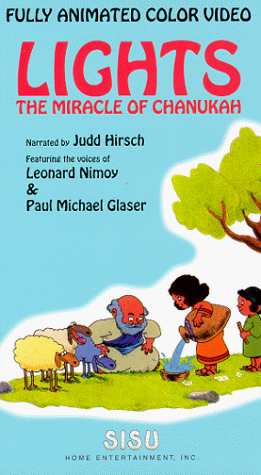 FULLY ANIMATED COLOR VIDEO
LIGHTS
THE MIRACLE OF CHANUKAH
Narrated by Judd Hirsch
Featuring the voices of
Leonard Nimoy
&
Paul Michael Glaser
SISU
HOME ENTERTAINMENT, INC.